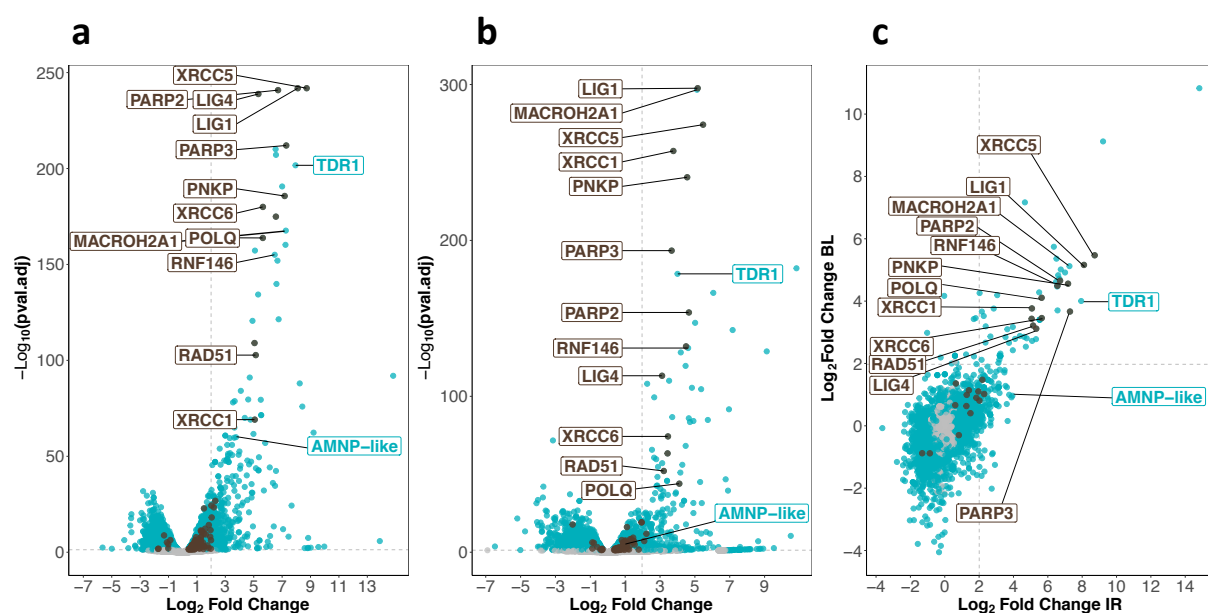 a
250
200
150
100
50
0
−Log10(pval.adj)
XRCC5
PARP2
LIG4
LIG1
PARP3
TDR1
PNKP
XRCC6
MACROH2A1
POLQ
RNF146
RAD51
XRCC1
AMNP−like
−7 −5 −3 −1 1 3 5 7 9 11 13
Log2 Fold Change
b
300
200
100
0
−Log10(pval.adj)
LIG1
MACROH2A1
XRCC5
XRCC1
PNKP
PARP3
TDR1
PARP2
RNF146
LIG4
XRCC6
RAD51
POLQ
AMNP−like
−7 −5 −3 −1 1 3 5 7 9
Log2 Fold Change
c
10
8
6
4
2
0
−2
−4
Log2Fold Change BL
XRCC5
LIG1
MACROH2A1
PARP2
RNF146
PNKP
POLQ
XRCC1
TDR1
XRCC6
RAD51
LIG4
AMNP−like
PARP3
−4 −2 0 2 4 6 8 10 12 14
Log2 Fold Change IR